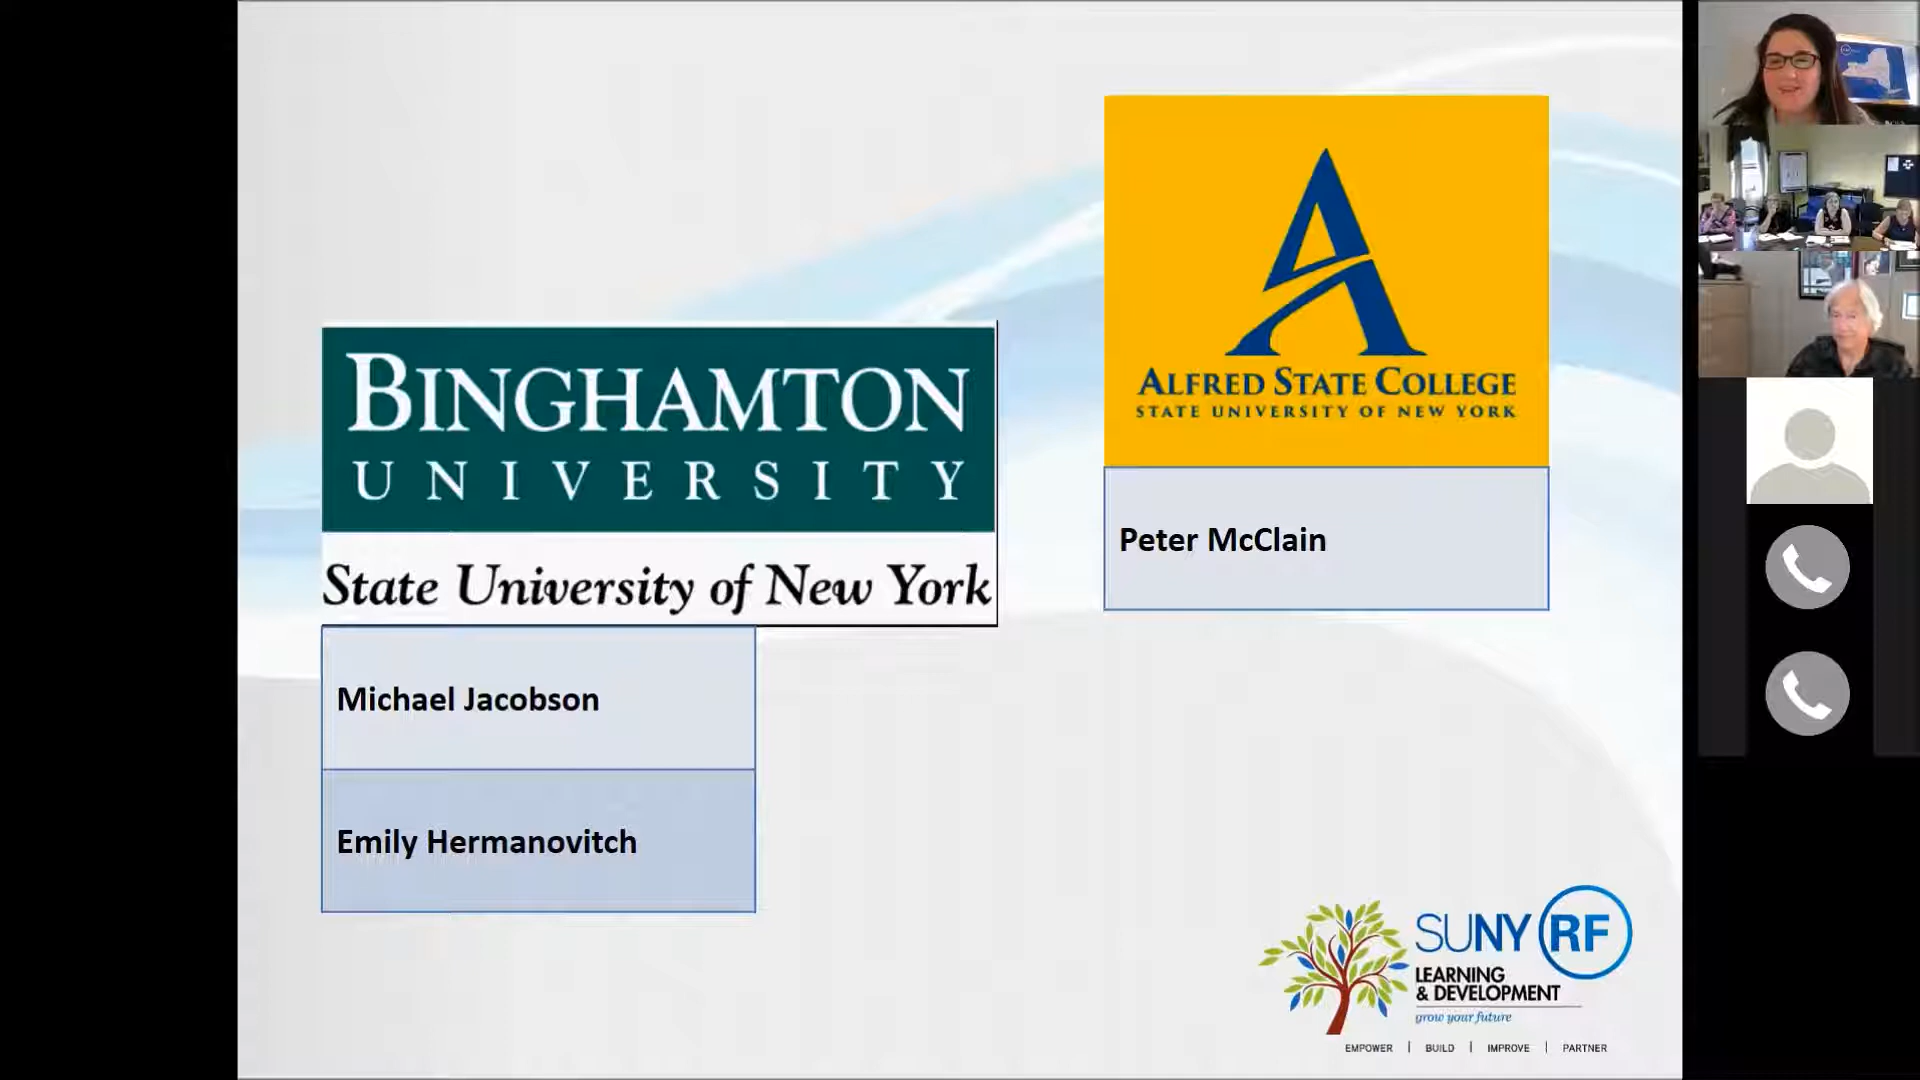 BINGHAMTON
UNIVERSITY
State University of New York
Michael Jacobson
Emily Hermanovitch
ALFRED STATE COLLEGE
STATE UNIVERSITY OF NEW YORK
Peter McClain
SUNY RF
LEARNING
& DEVELOPMENT
grow your future
EMPOWER | BUILD | IMPROVE | PARTNER